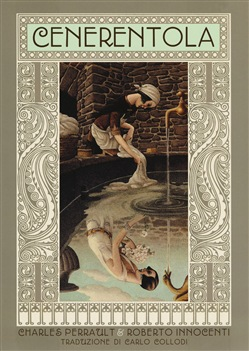 CENERENTOLA
CHARLES PERRAULT & ROBERTO INNOCENTI
TRADUZIONE DI CARLO COLLODI